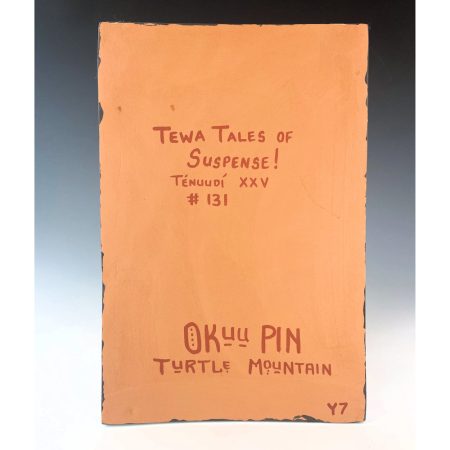 TEWA TALES OF
SUSPENSE!
TÉNUUDÍ XXV
# 131
OKUU PIN
TURTLE MOUNTAIN
Y7